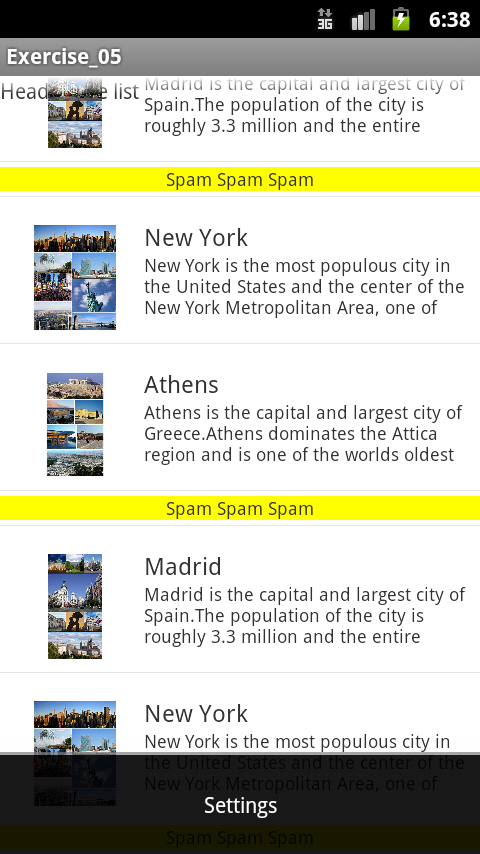 3G 6:38
Exercise_05
Madrid is the capital and largest city of
list
Spain.The population of the city is
roughly 3.3 million and the entire
Spam Spam Spam
New York
New York is the most populous city in
the United States and the center of the
New York Metropolitan Area, one of
Athens
Athens is the capital and largest city of
Greece.Athens dominates the Attica
region and is one of the worlds oldest
Spam Spam Spam
Madrid
Madrid is the capital and largest city of
Spain.The population of the city is
roughly 3.3 million and the entire
New York
New York is the most populous city in
the United States and the center of the
New York Metropolitan Area, one of
Settings
Spam Spam Spam